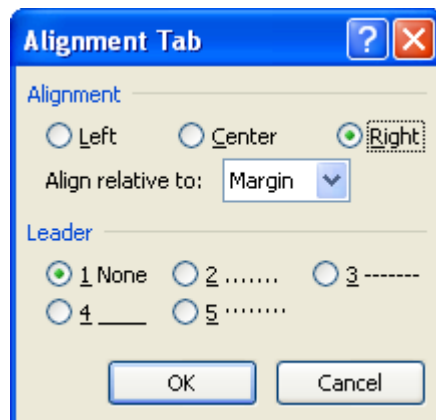 Alignment Tab
Alignment
Left Center Right
Align relative to: Margin
Leader
1 None 2 ....... 3 -------
4 ____ 5 ········
OK Cancel